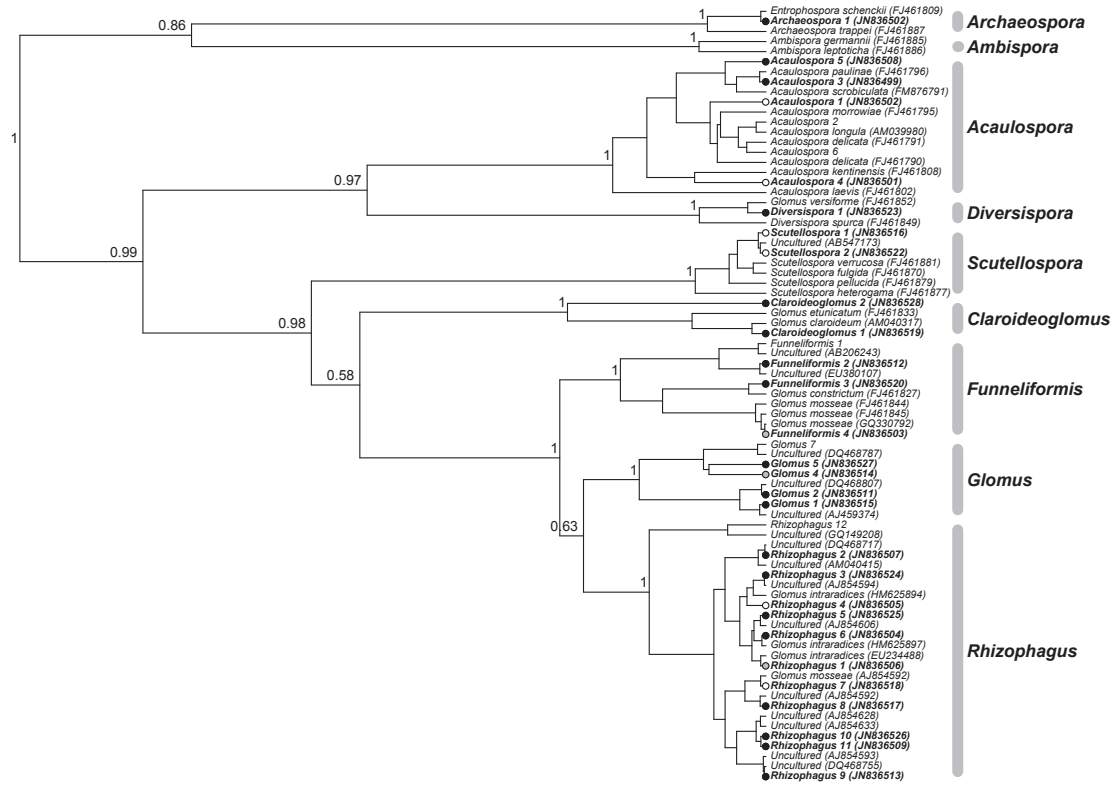 Entrophospora schenckii (FJ461809)
Archaeospora 1 (JN836502)
Archaeospora trappei (FJ461887
Archaeospora
Ambispora germannii (FJ461885)
Ambispora leptoticha (FJ461886)
Ambispora
Acaulospora 5 (JN836508)
Acaulospora paulinae (FJ461796)
Acaulospora 3 (JN836499)
Acaulospora scrobiculata (FM876791)
Acaulospora 1 (JN836502)
Acaulospora morrowiae (FJ461795)
Acaulospora 2
Acaulospora longula (AM039980)
Acaulospora delicata (FJ461791)
Acaulospora 6
Acaulospora delicata (FJ461790)
Acaulospora kentinensis (FJ461808)
Acaulospora 4 (JN836501)
Acaulospora laevis (FJ461802)
Acaulospora
Glomus versiforme (FJ461852)
Diversispora 1 (JN836523)
Diversispora spurca (FJ461849)
Diversispora
Scutellospora 1 (JN836516)
Uncultured (AB547173)
Scutellospora 2 (JN836522)
Scutellospora verrucosa (FJ461881)
Scutellospora fulgida (FJ461870)
Scutellospora pellucida (FJ461879)
Scutellospora heterogama (FJ461877)
Scutellospora
Claroideoglomus 2 (JN836528)
Glomus etunicatum (FJ461833)
Glomus claroideum (AM040317)
Claroideoglomus 1 (JN836519)
Claroideoglomus
Funneliformis 1
Uncultured (AB206243)
Funneliformis 2 (JN836512)
Uncultured (EU380107)
Funneliformis 3 (JN836520)
Glomus constrictum (FJ461827)
Glomus mosseae (FJ461844)
Glomus mosseae (FJ461845)
Glomus mosseae (GQ330792)
Funneliformis 4 (JN836503)
Funneliformis
Glomus 7
Uncultured (DQ468787)
Glomus 5 (JN836527)
Glomus 4 (JN836514)
Uncultured (DQ468807)
Glomus 2 (JN836511)
Glomus 1 (JN836515)
Uncultured (AJ459374)
Glomus
Rhizophagus 12
Uncultured (GQ149208)
Uncultured (DQ468717)
Rhizophagus 2 (JN836507)
Uncultured (AM040415)
Rhizophagus 3 (JN836524)
Uncultured (AJ854594)
Glomus intraradices (HM625894)
Rhizophagus 4 (JN836505)
Rhizophagus 5 (JN836525)
Uncultured (AJ854606)
Rhizophagus 6 (JN836504)
Glomus intraradices (HM625897)
Glomus intraradices (EU234488)
Rhizophagus 1 (JN836506)
Glomus mosseae (AJ854592)
Rhizophagus 7 (JN836518)
Uncultured (AJ854592)
Rhizophagus 8 (JN836517)
Uncultured (AJ854628)
Uncultured (AJ854633)
Rhizophagus 10 (JN836526)
Rhizophagus 11 (JN836509)
Uncultured (AJ854593)
Uncultured (DQ468755)
Rhizophagus 9 (JN836513)
Rhizophagus
1
0.86
1
1
0.99
0.97
1
1
0.98
1
0.58
1
1
1
0.63
1
1